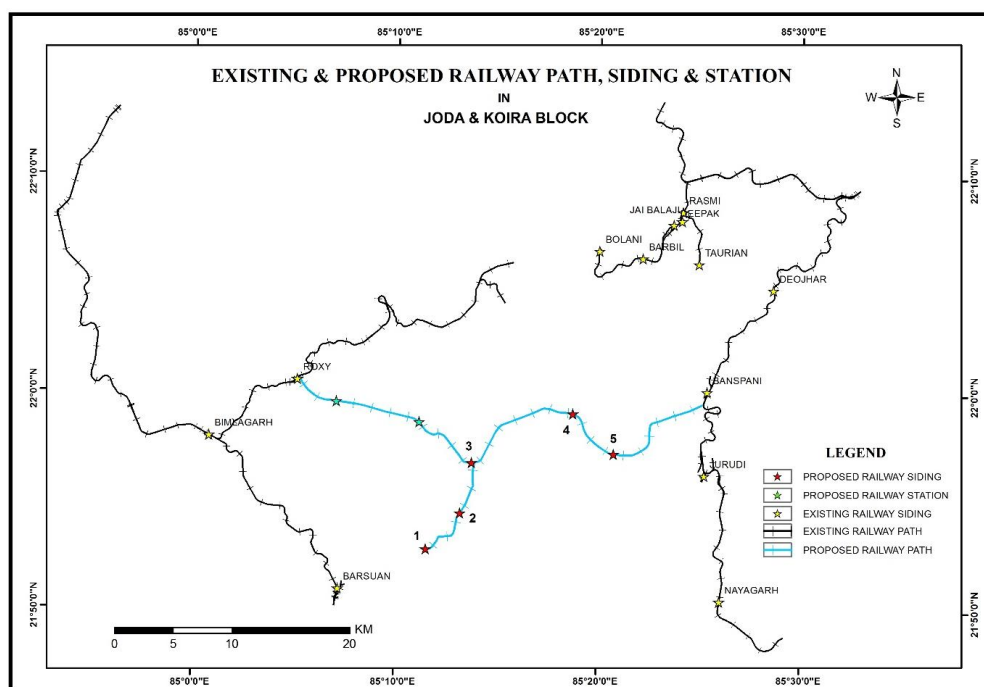 85°0'0"E 85°10'0"E 85°20'0"E 85°30'0"E
EXISTING & PROPOSED RAILWAY PATH, SIDING & STATION
IN
JODA & KOIRA BLOCK
N
W E
S
22°10'0"N 22°10'0"N
RASMI
JAI BALAJI EEPAK
BOLANI
BARBIL
TAURIAN
DEOJHAR
ROXY
22°0'0"N 22°0'0"N
BANSPANI
BIMLAGARH
3
4
5
JURUDI
2
1
BARSUAN
NAYAGARH
LEGEND
PROPOSED RAILWAY SIDING
PROPOSED RAILWAY STATION
EXISTING RAILWAY SIDING
EXISTING RAILWAY PATH
PROPOSED RAILWAY PATH
21°50'0"N 21°50'0"N
KM
0 5 10 20
85°0'0"E 85°10'0"E 85°20'0"E 85°30'0"E